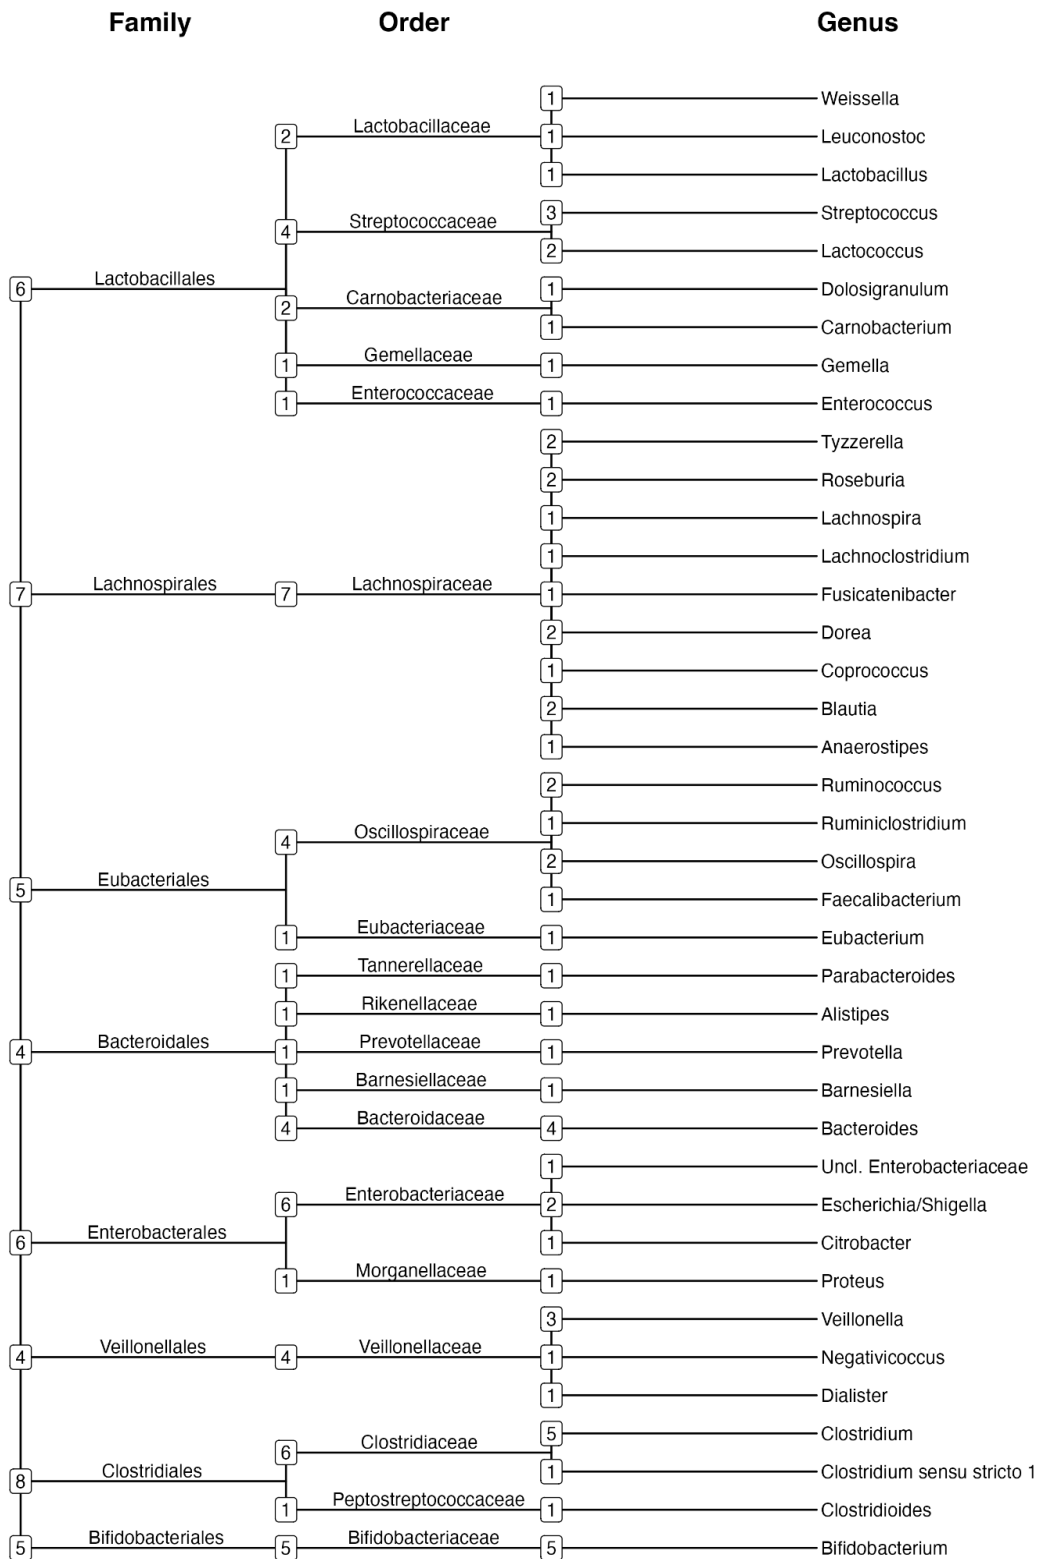 Family Order Genus
1 Weissella
2 Lactobacillaceae 1 Leuconostoc
1 Lactobacillus
3 Streptococcus
4 Streptococcaceae
2 Lactococcus
6 Lactobacillales 1 Dolosigranulum
2 Carnobacteriaceae
1 Carnobacterium
1 Gemellaceae 1 Gemella
1 Enterococcaceae 1 Enterococcus
2 Tyzzerella
2 Roseburia
1 Lachnospira
1 Lachnoclostridium
7 Lachnospirales 7 Lachnospiraceae 1 Fusicatenibacter
2 Dorea
1 Coprococcus
2 Blautia
1 Anaerostipes
2 Ruminococcus
1 Ruminiclostridium
4 Oscillospiraceae
2 Oscillospira
5 Eubacteriales
1 Faecalibacterium
1 Eubacteriaceae 1 Eubacterium
1 Tannerellaceae 1 Parabacteroides
1 Rikenellaceae 1 Alistipes
4 Bacteroidales 1 Prevotellaceae 1 Prevotella
1 Barnesiellaceae 1 Barnesiella
4 Bacteroidaceae 4 Bacteroides
1 Uncl. Enterobacteriaceae
6 Enterobacteriaceae 2 Escherichia/Shigella
6 Enterobacterales 1 Citrobacter
1 Morganellaceae 1 Proteus
3 Veillonella
4 Veillonellales 4 Veillonellaceae 1 Negativicoccus
1 Dialister
5 Clostridium
6 Clostridiaceae
1 Clostridium sensu stricto 1
8 Clostridiales
1 Peptostreptococcaceae 1 Clostridioides
5 Bifidobacteriales 5 Bifidobacteriaceae 5 Bifidobacterium